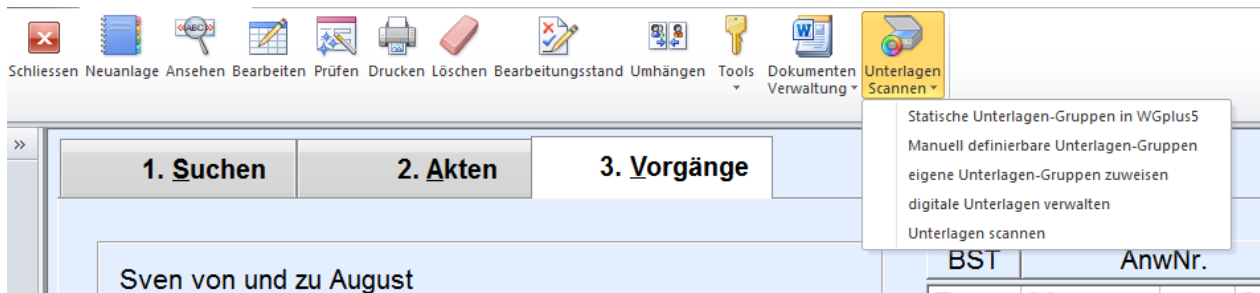 «ABC»
Schliessen Neuanlage Ansehen Bearbeiten Prüfen Drucken Löschen Bearbeitungsstand Umhängen Tools Dokumenten Verwaltung Unterlagen Scannen
Statische Unterlagen-Gruppen in WGplus5
Manuell definierbare Unterlagen-Gruppen
eigene Unterlagen-Gruppen zuweisen
digitale Unterlagen verwalten
Unterlagen scannen
1. Suchen 2. Akten 3. Vorgänge
BST AnwNr.
Sven von und zu August